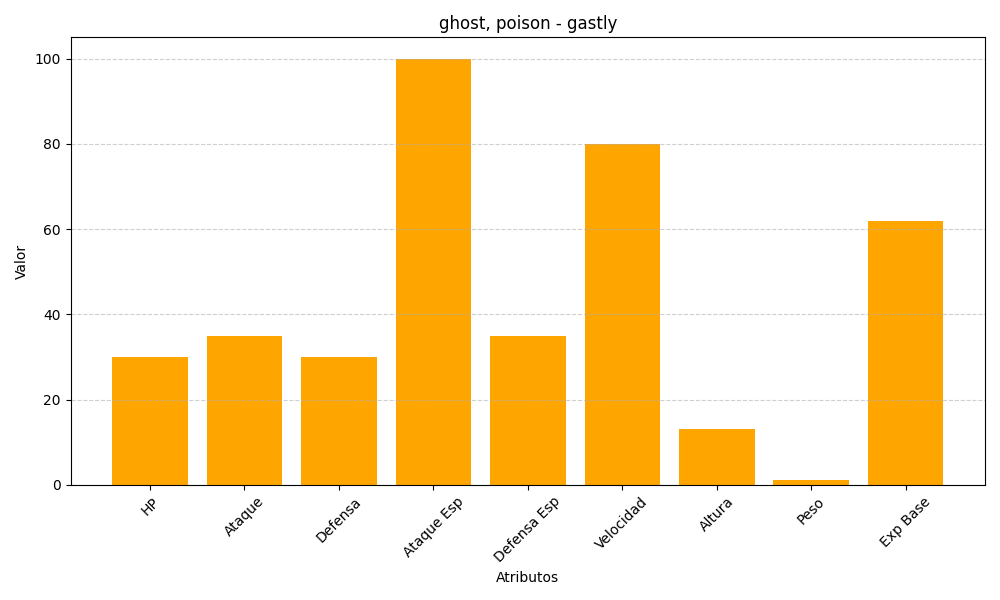 ghost, poison - gastly
Valor
100
80
60
40
20
0
HP
Ataque
Defensa
Ataque Esp
Defensa Esp
Velocidad
Altura
Peso
Exp Base
Atributos